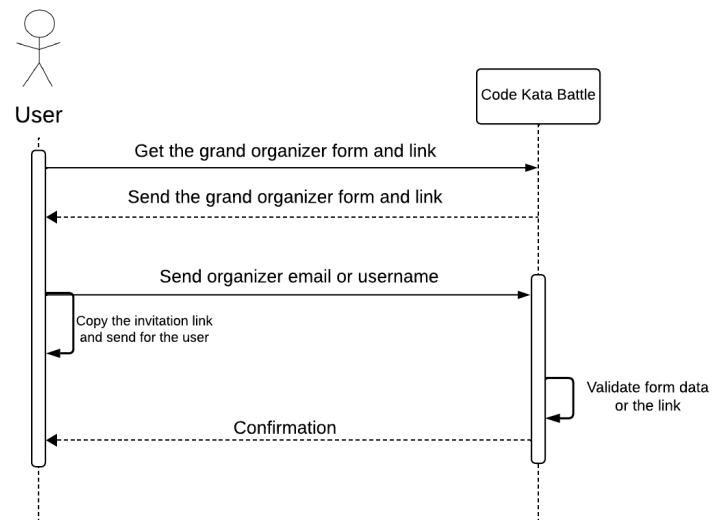 User
Code Kata Battle
Get the grand organizer form and link
Send the grand organizer form and link
Send organizer email or username
Copy the invitation link
and send for the user
Validate form data
or the link
Confirmation